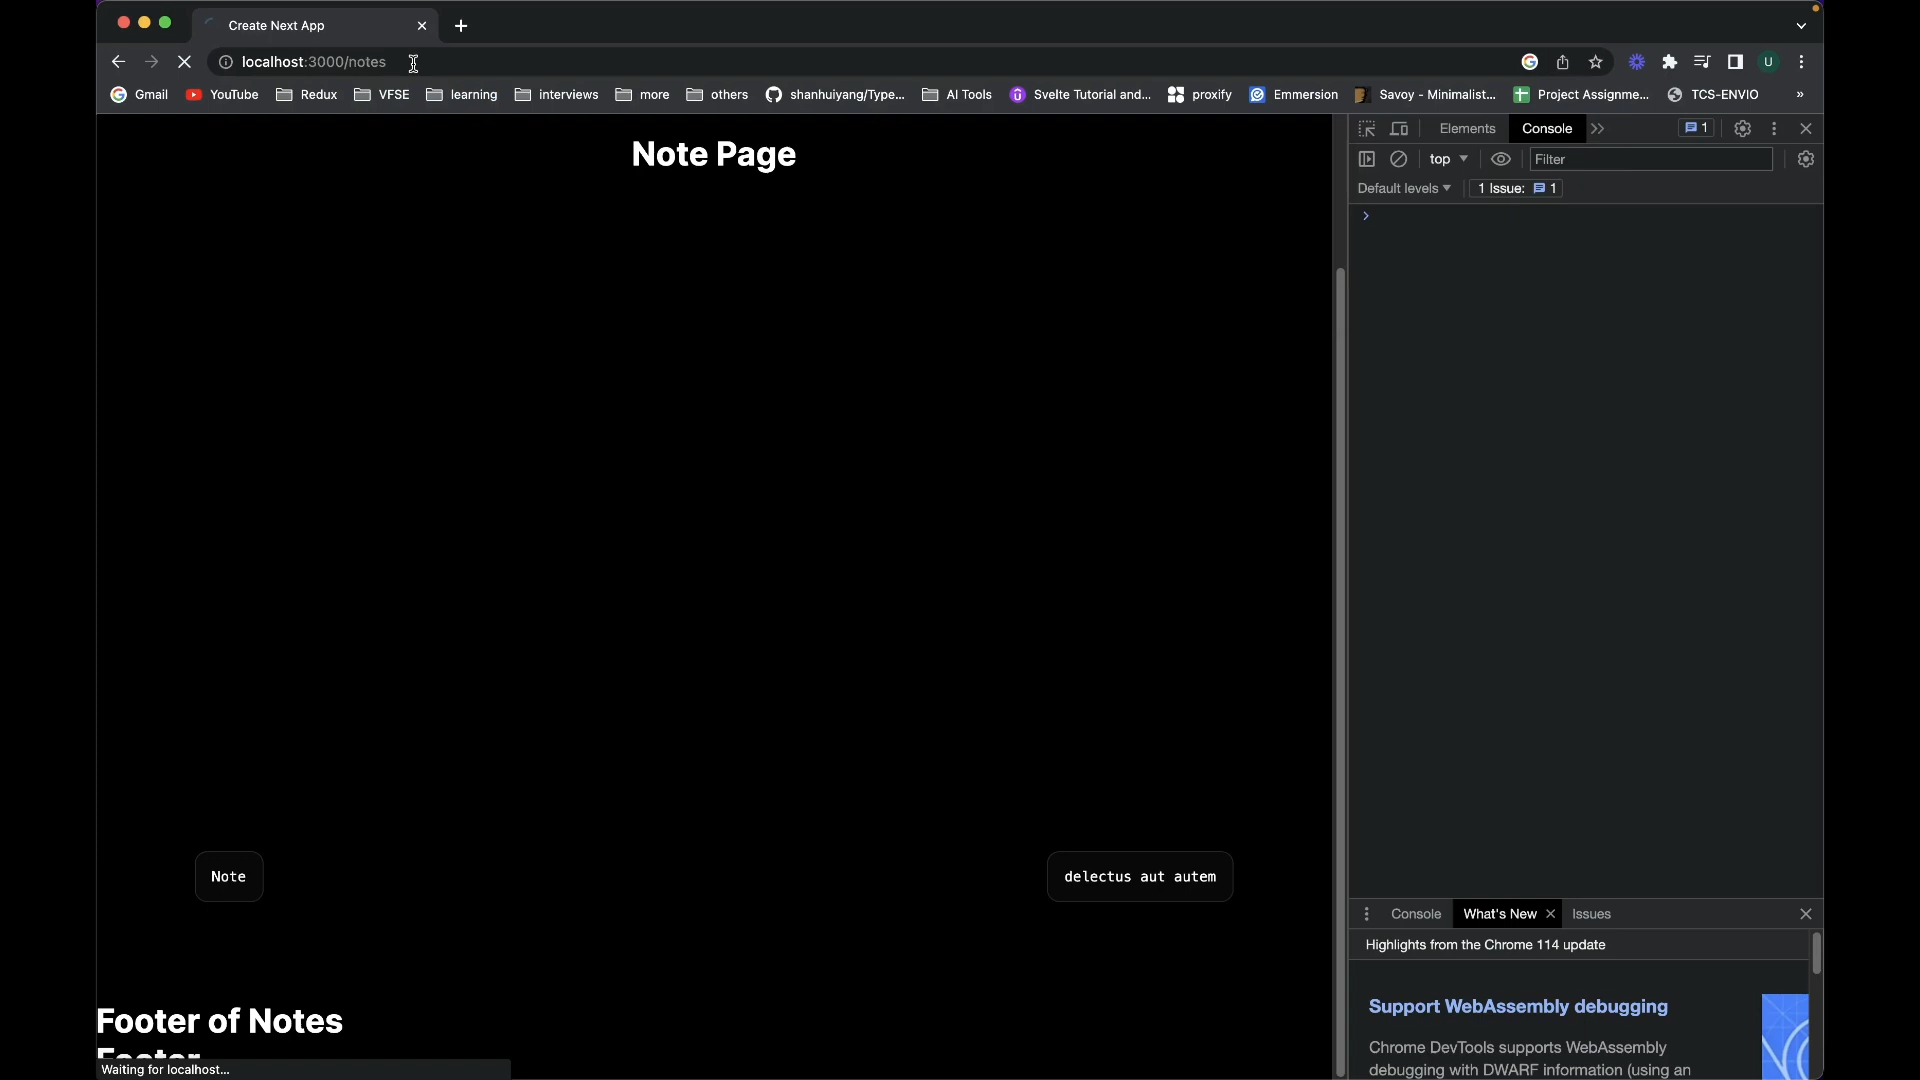 Create Next App
localhost:3000/notes
U
Gmail YouTube Redux VFSE learning interviews more others shanhuiyang/Type... AI Tools Svelte Tutorial and... proxify Emmersion Savoy - Minimalist... Project Assignme... TCS-ENVIO »
Elements Console 1
top Filter
Default levels 1 Issue: 1
Note Page
Note
delectus aut autem
Footer of Notes
Footer
Waiting for localhost...
Console What's New Issues
Highlights from the Chrome 114 update
Support WebAssembly debugging
Chrome DevTools supports WebAssembly
debugging with DWARF information (using an